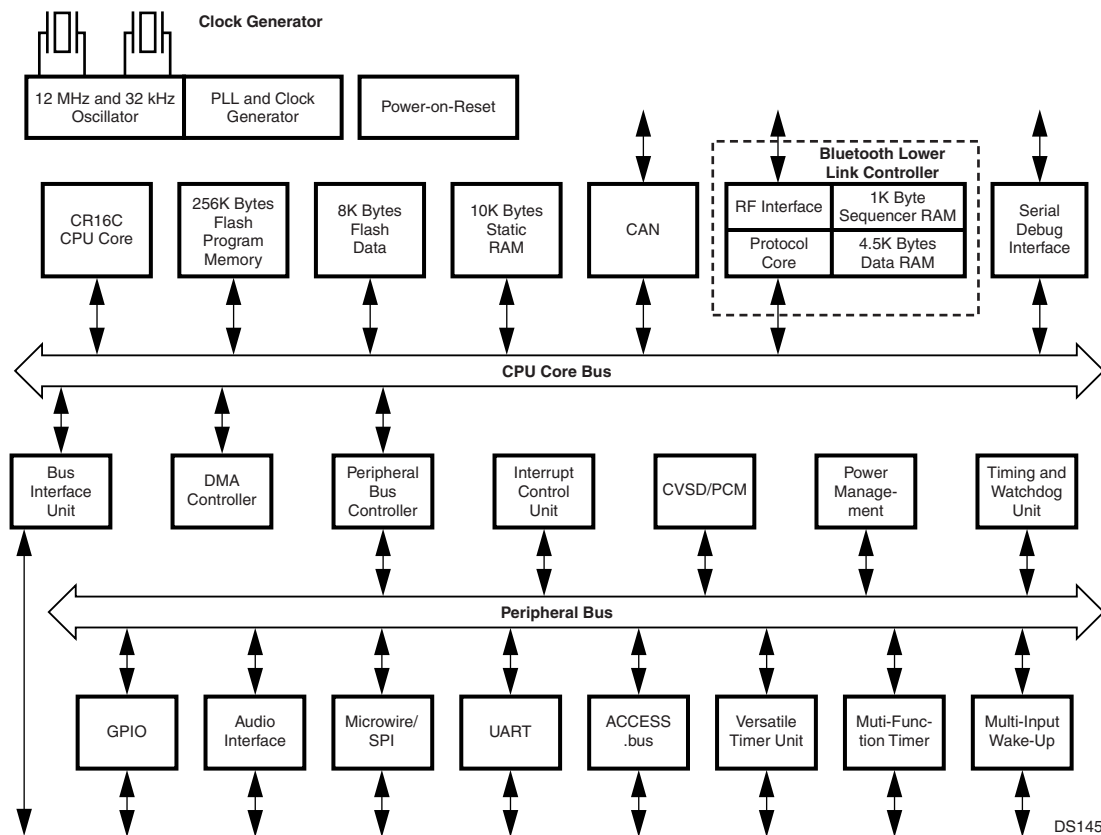 Clock Generator
12 MHz and 32 kHz
Oscillator
PLL and Clock
Generator
Power-on-Reset
Bluetooth Lower
Link Controller
CR16C
CPU Core
256K Bytes
Flash
Program
Memory
8K Bytes
Flash
Data
10K Bytes
Static
RAM
CAN
RF Interface
1K Byte
Sequencer RAM
Protocol
Core
4.5K Bytes
Data RAM
Serial
Debug
Interface
CPU Core Bus
Bus
Interface
Unit
DMA
Controller
Peripheral
Bus
Controller
Interrupt
Control
Unit
CVSD/PCM
Power
Manage-
ment
Timing and
Watchdog
Unit
Peripheral Bus
GPIO
Audio
Interface
Microwire/
SPI
UART
ACCESS
.bus
Versatile
Timer Unit
Muti-Func-
tion Timer
Multi-Input
Wake-Up
DS145